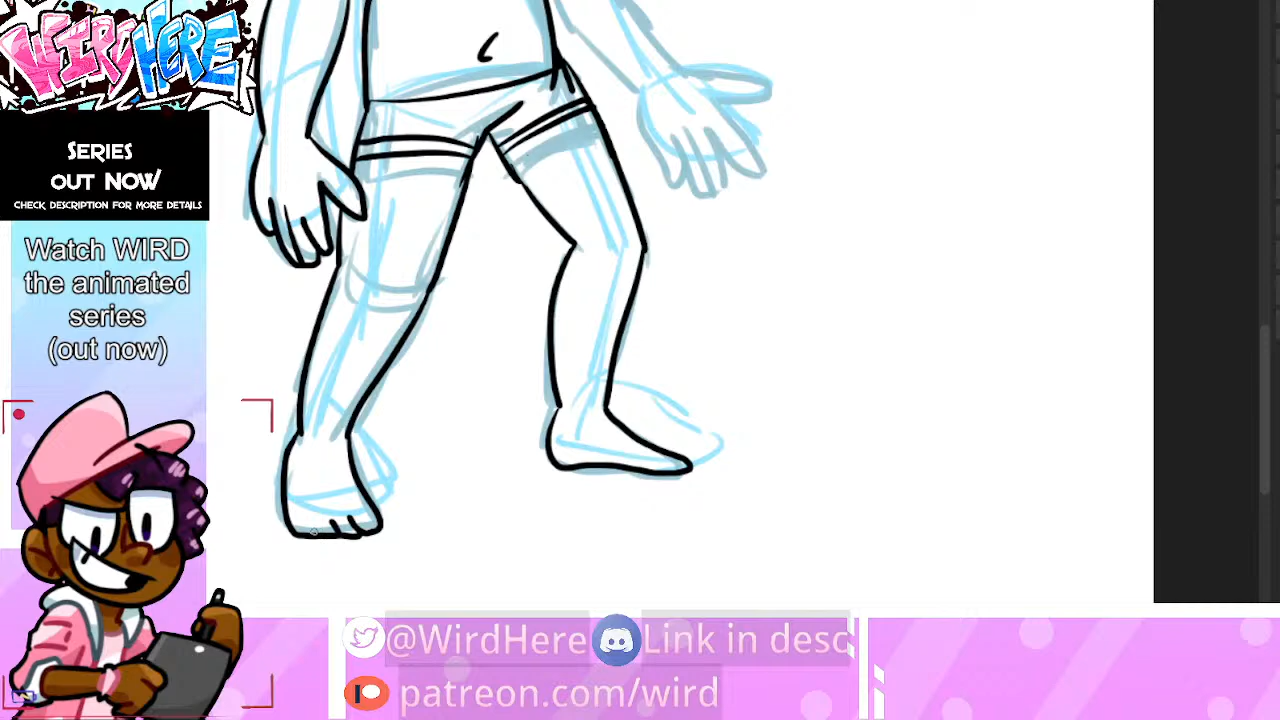 WIRDHERE
SERIES
OUT NOW
CHECK DESCRIPTION FOR MORE DETAILS
Watch WIRD
the animated
series
(out now)
@WirdHere Link in desc
patreon.com/wird